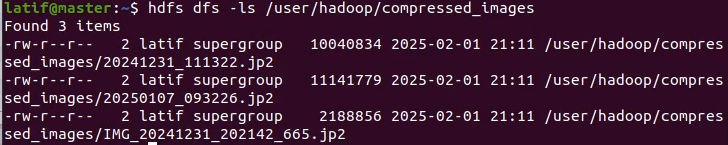 latif@master:~$ hdfs dfs -ls /user/hadoop/compressed_images
Found 3 items
-rw-r--r--   2 latif supergroup   10040834 2025-02-01 21:11 /user/hadoop/compres
sed_images/20241231_111322.jp2
-rw-r--r--   2 latif supergroup   11141779 2025-02-01 21:11 /user/hadoop/compres
sed_images/20250107_093226.jp2
-rw-r--r--   2 latif supergroup    2188856 2025-02-01 21:11 /user/hadoop/compres
sed_images/IMG_20241231_202142_665.jp2